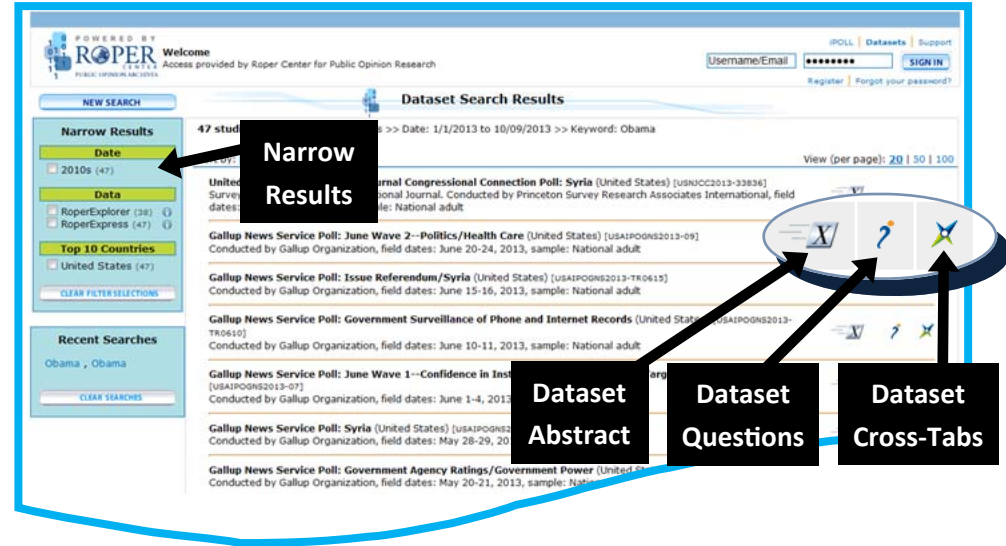 POWERED BY
ROPER
CENTER
PUBLIC OPINION ARCHIVES
Welcome
Access provided by Roper Center for Public Opinion Research
iPOLL | Datasets | Support
Username/Email
SIGN IN
Register | Forgot your password?
NEW SEARCH
Dataset Search Results
Narrow Results
Date
2010s (47)
Data
RoperExplorer (38)
RoperExpress (47)
Top 10 Countries
United States (47)
CLEAR FILTER SELECTIONS
Recent Searches
Obama , Obama
CLEAR SEARCHES
47 >> Date: 1/1/2013 to 10/09/2013 >> Keyword: Obama
by:
View (per page): 20 | 50 | 100
Narrow
Results
United Congressional Connection Poll: Syria (United States) [USNJCC2013-33836]
Journal. Conducted by Princeton Survey Research Associates International, field
dates: National adult
Gallup News Service Poll: June Wave 2--Politics/Health Care (United States) [USAIPOGNS2013-09]
Conducted by Gallup Organization, field dates: June 20-24, 2013, sample: National adult
Gallup News Service Poll: Issue Referendum/Syria (United States) [USAIPOGNS2013-TR0615]
Conducted by Gallup Organization, field dates: June 15-16, 2013, sample: National adult
Gallup News Service Poll: Government Surveillance of Phone and Internet Records (United [USAIPOGNS2013-
TR0610]
Conducted by Gallup Organization, field dates: June 10-11, 2013, sample: National adult
Gallup News Service Poll: June Wave 1--Confidence in
[USAIPOGNS2013-07]
Conducted by Gallup Organization, field dates: June 1-4, 2013
Gallup News Service Poll: Syria (United States)
Conducted by Gallup Organization, field dates: May 28-29,
Gallup News Service Poll: Government Agency Ratings/Government Power (United
Conducted by Gallup Organization, field dates: May 20-21, 2013, sample:
X
Dataset
Abstract
Dataset
Questions
Dataset
Cross-Tabs